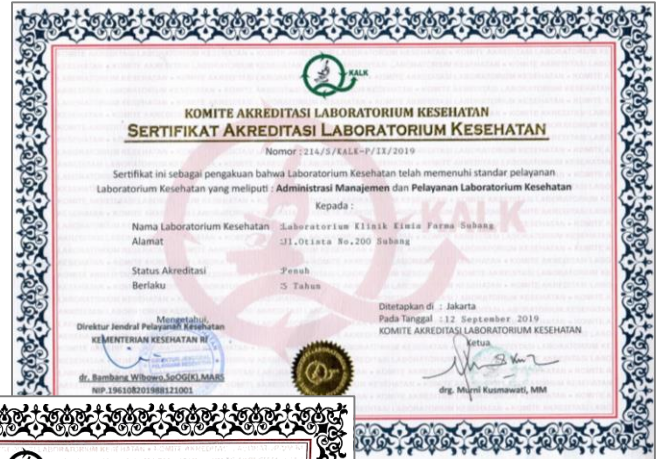 KALK
KOMITE AKREDITASI LABORATORIUM KESEHATAN
SERTIFIKAT AKREDITASI LABORATORIUM KESEHATAN
Nomor : 214/S/KALK-P/IX/2019
Sertifikat ini sebagai pengakuan bahwa Laboratorium Kesehatan telah memenuhi standar pelayanan
Laboratorium Kesehatan yang meliputi : Administrasi Manajemen dan Pelayanan Laboratorium Kesehatan
Kepada :
Nama Laboratorium Kesehatan :Laboratorium Klinik Kimia Farma Subang
Alamat :Jl.Otista No.200 Subang
Status Akreditasi :Penuh
Berlaku :5 Tahun
Ditetapkan di : Jakarta
Pada Tanggal : 12 September 2019
KOMITE AKREDITASI LABORATORIUM KESEHATAN
Ketua
Mengetahui,
Direktur Jendral Pelayanan Kesehatan
KEMENTERIAN KESEHATAN RI
dr. Bambang Wibowo,SpOG(K),MARS
NIP.196108201988121001
drg. Murni Kusmawati, MM
KALK